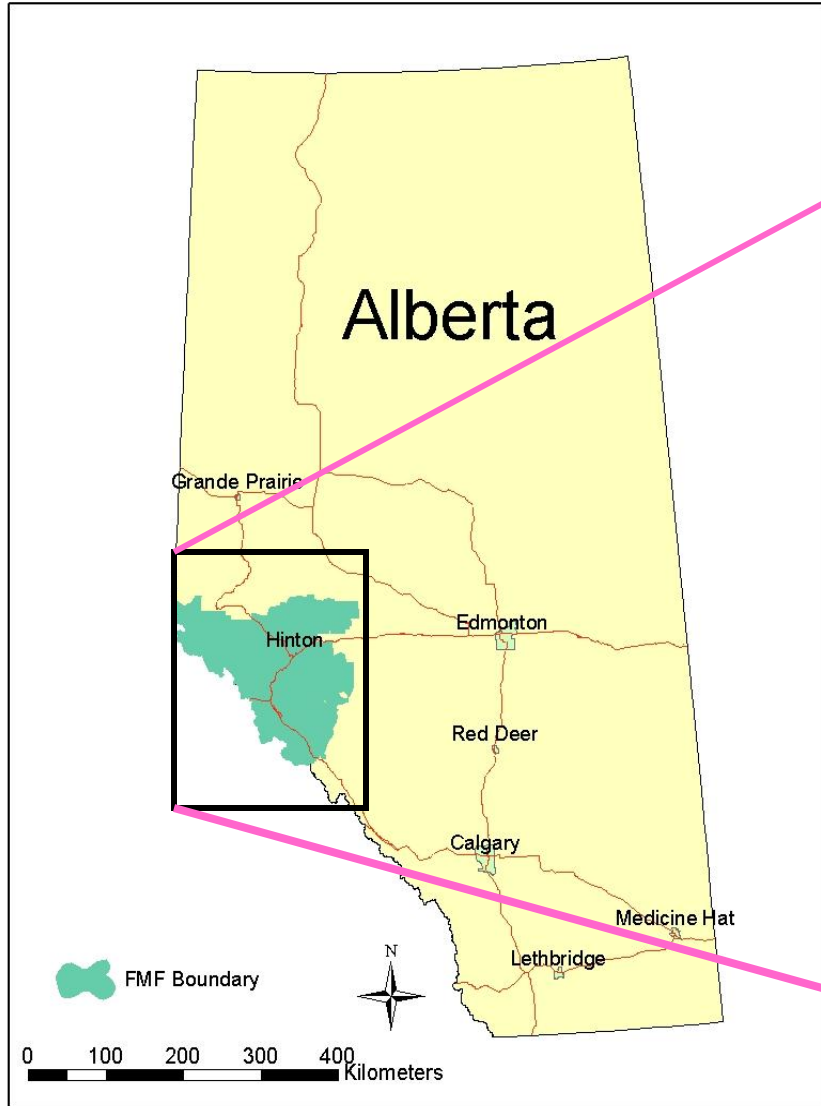 Alberta
Grande Prairie
Edmonton
Hinton
Red Deer
Calgary
Medicine Hat
Lethbridge
N
FMF Boundary
0 100 200 300 400
Kilometers